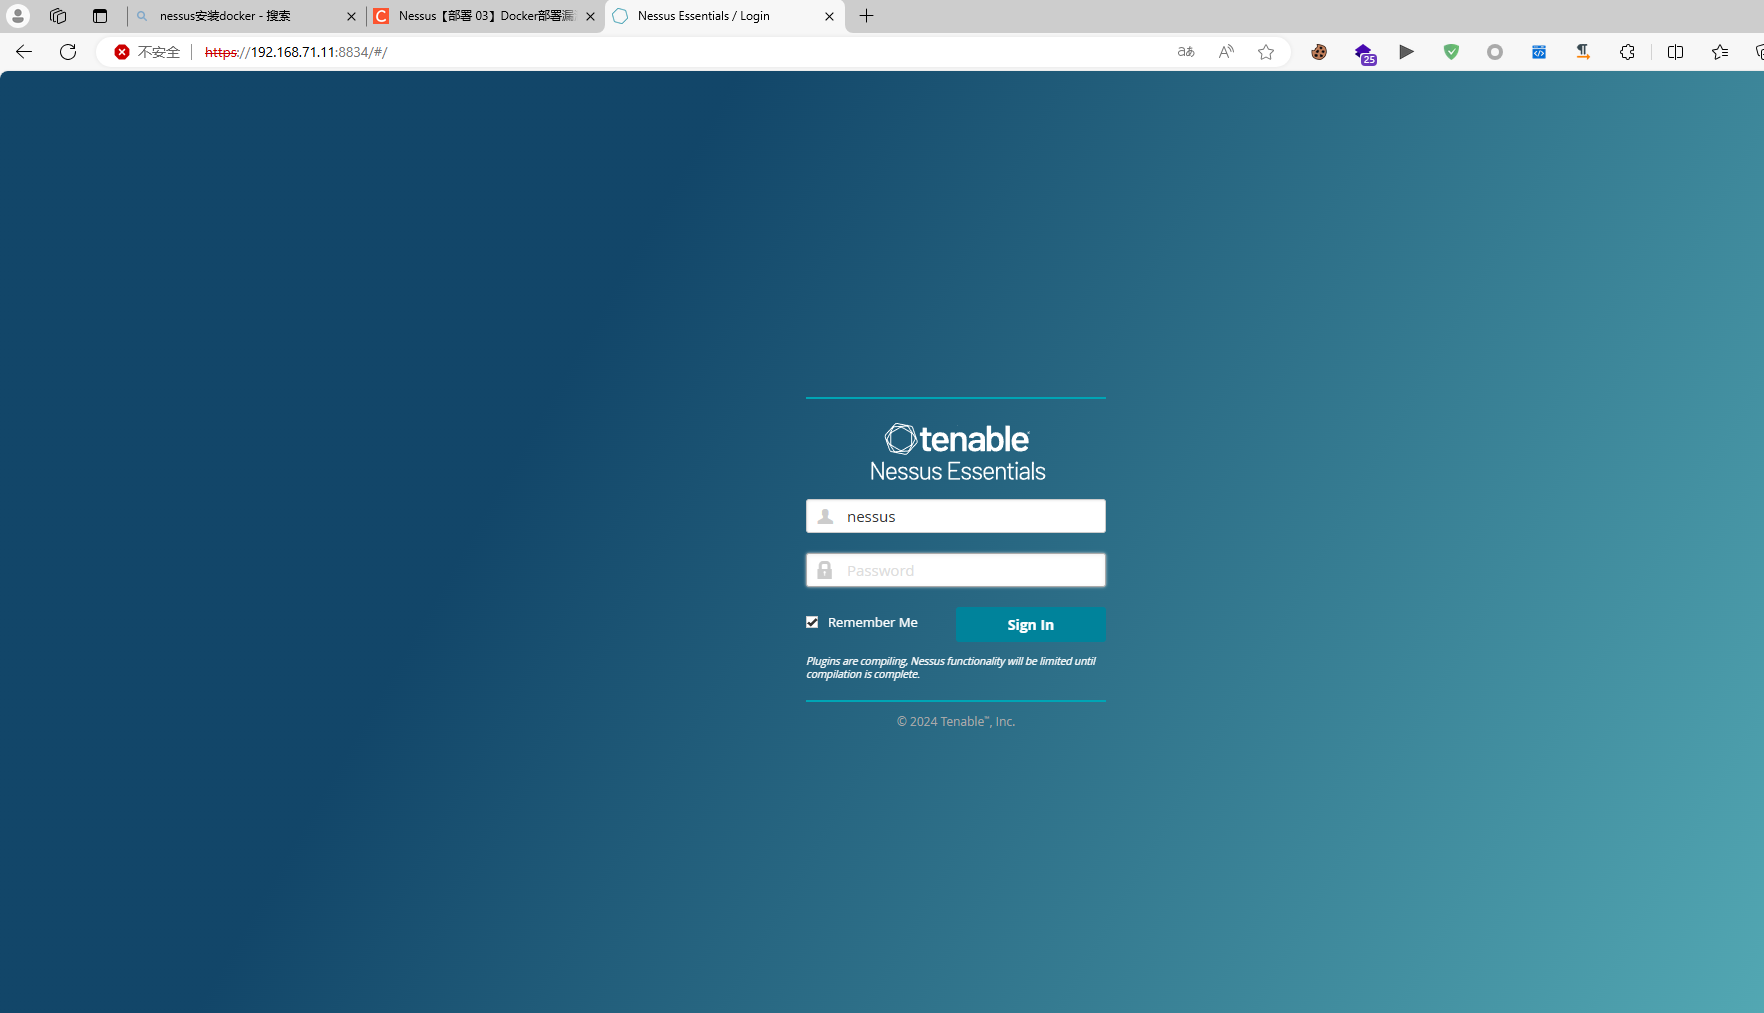 nessus安装docker - 搜索
Nessus【部署 03】Docker部署漏
Nessus Essentials / Login
不安全
https://192.168.71.11:8834/#/
25
tenable
Nessus Essentials
nessus
Password
Remember Me
Sign In
Plugins are compiling. Nessus functionality will be limited until
compilation is complete.
© 2024 Tenable™, Inc.